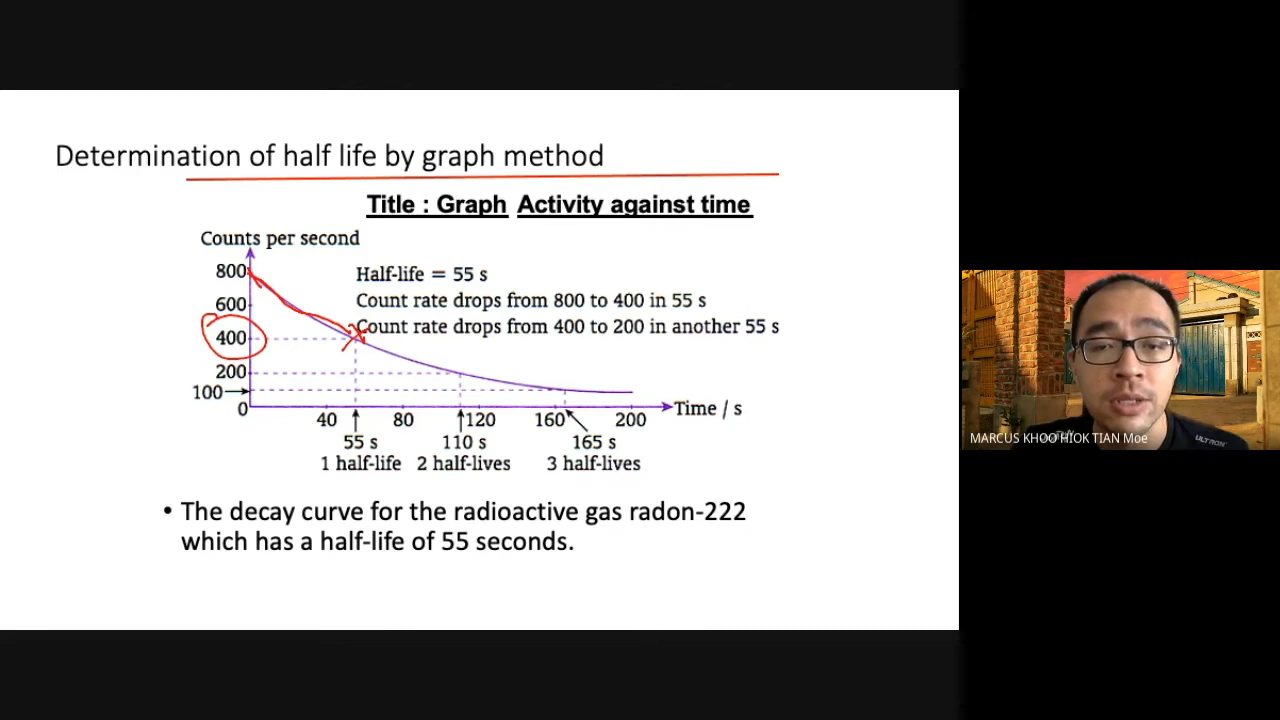 Determination of half life by graph method
Title : Graph Activity against time
Counts per second
800
Half-life = 55 s
600
Count rate drops from 800 to 400 in 55 s
Count rate drops from 400 to 200 in another 55 s
400
200
100
0
40 80 120 160 200
Time / s
55 s 110 s 165 s
1 half-life 2 half-lives 3 half-lives
• The decay curve for the radioactive gas radon-222
which has a half-life of 55 seconds.
MARCUS KHOO HIOK TIAN Moe
ULTRON